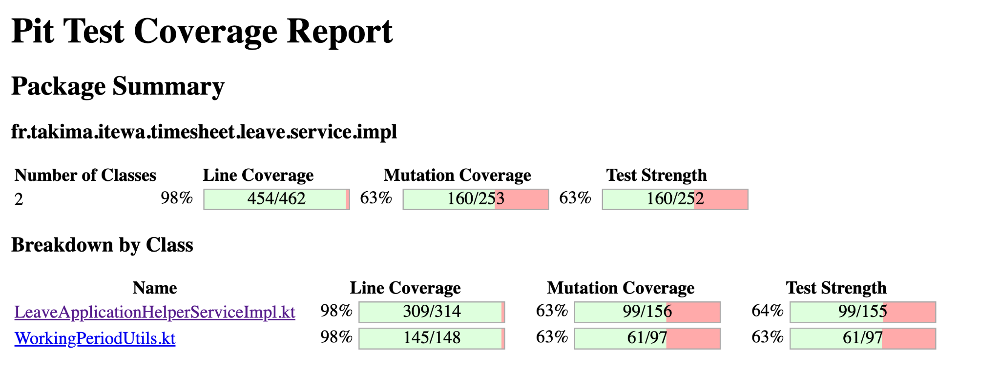 Pit Test Coverage Report
Package Summary
fr.takima.itewa.timesheet.leave.service.impl
Number of Classes Line Coverage Mutation Coverage Test Strength
2 98% 454/462 63% 160/253 63% 160/252
Breakdown by Class
Name Line Coverage Mutation Coverage Test Strength
LeaveApplicationHelperServiceImpl.kt 98% 309/314 63% 99/156 64% 99/155
WorkingPeriodUtils.kt 98% 145/148 63% 61/97 63% 61/97